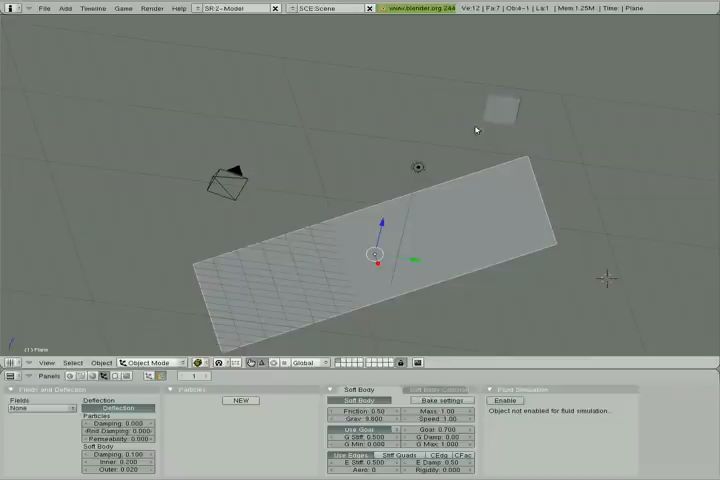 File Add Timeline Game Render Help SR:2-Model SCE:Scene www.blender.org 244 Ve:12 | Fa:7 | Ob:4-1 | La:1 | Mem:1.25M | Time: | Plane
(1) Plane
View Select Object Object Mode Global
Panels 1
Fields and Deflection Particles Soft Body Soft Body Collision Fluid Simulation
Fields Deflection NEW Soft Body Bake settings Enable
None Deflection Friction: 0.50 Mass: 1.00 Object not enabled for fluid simulation...
Particles Grav: 9.800 Speed: 1.00
Damping: 0.000 Use Goal Goal: 0.700
Rnd Damping: 0.000 G Stiff: 0.500 G Damp: 0.00
Permeability: 0.000 G Min: 0.000 G Max: 1.000
Soft Body Use Edges Stiff Quads CEdg CFac
Damping: 0.100 E Stiff: 0.500 E Damp: 0.50
Inner: 0.200 Aero: 0 Rigidity: 0.000
Outer: 0.020